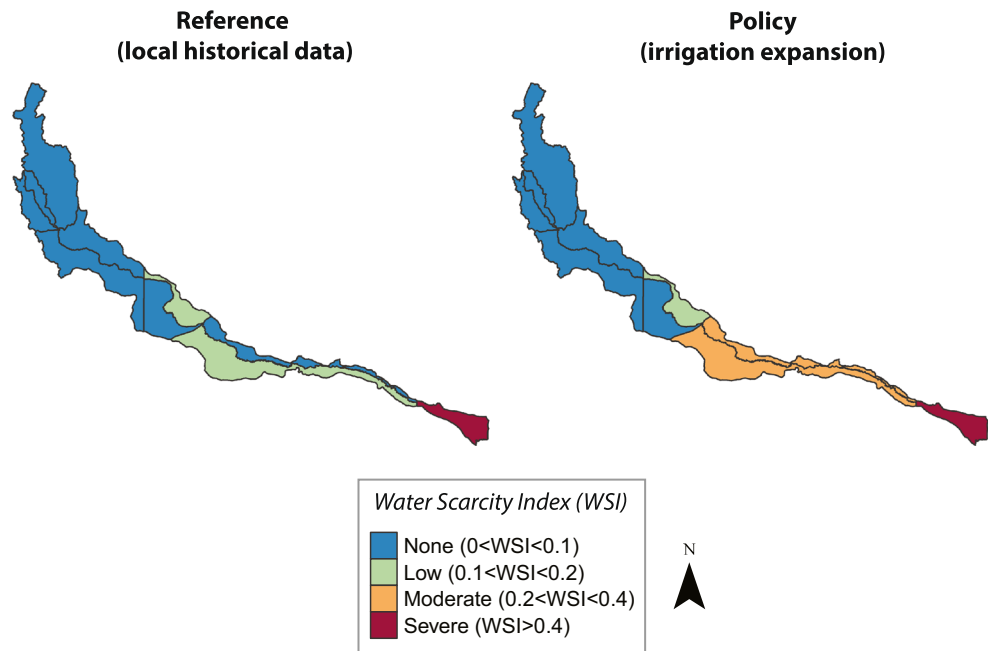 Reference
(local historical data)
Policy
(irrigation expansion)
Water Scarcity Index (WSI)
None (0<WSI<0.1)
Low (0.1<WSI<0.2)
Moderate (0.2<WSI<0.4)
Severe (WSI>0.4)
N